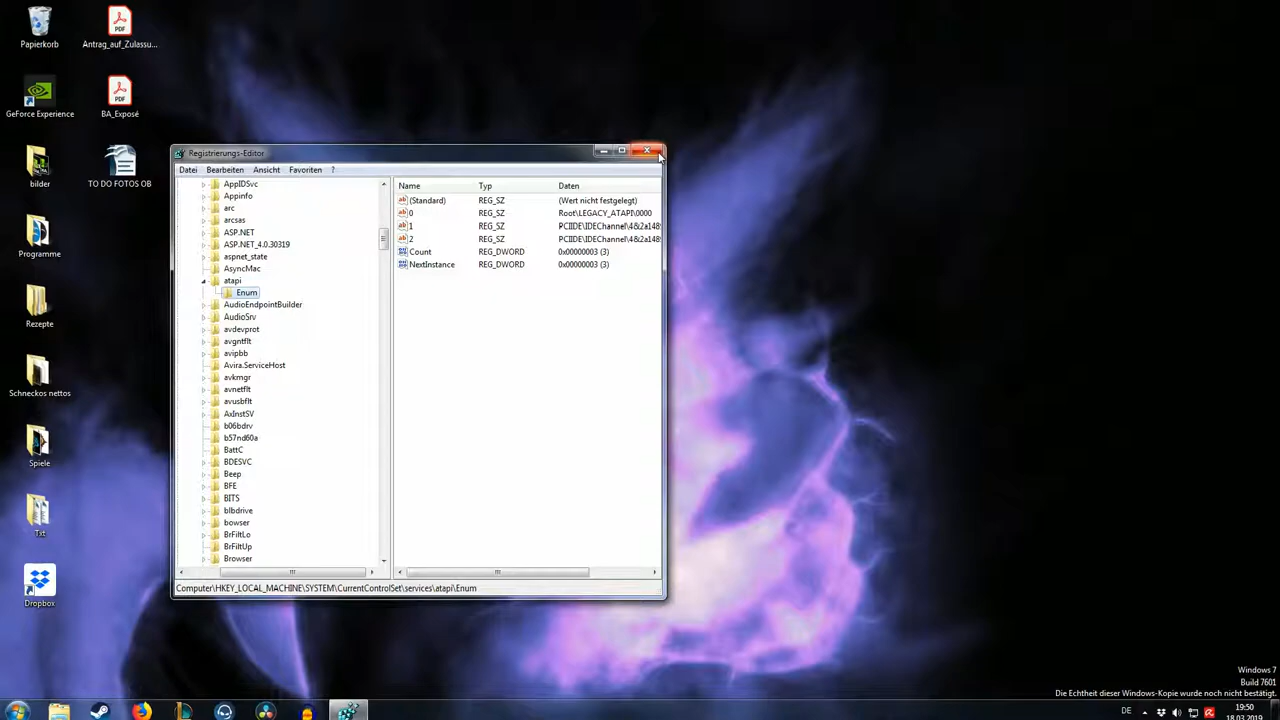 Papierkorb
Antrag_auf_Zulassu...
GeForce Experience
BA_Exposé
bilder
TO DO FOTOS OB
Programme
Rezepte
Schneckos nettos
Spiele
Txt
Dropbox
PDF
PDF
Registrierungs-Editor
Datei Bearbeiten Ansicht Favoriten ?
AppIDSvc
Appinfo
arc
arcsas
ASP.NET
ASP.NET_4.0.30319
aspnet_state
AsyncMac
atapi
Enum
AudioEndpointBuilder
AudioSrv
avdevprot
avgntflt
avipbb
Avira.ServiceHost
avkmgr
avnetflt
avusbflt
AxInstSV
b06bdrv
b57nd60a
BattC
BDESVC
Beep
BFE
BITS
blbdrive
bowser
BrFiltLo
BrFiltUp
Browser
Name Typ Daten
(Standard) REG_SZ (Wert nicht festgelegt)
0 REG_SZ Root\LEGACY_ATAPI\0000
1 REG_SZ PCIIDE\IDEChannel\4&2a148
2 REG_SZ PCIIDE\IDEChannel\4&2a148
Count REG_DWORD 0x00000003 (3)
NextInstance REG_DWORD 0x00000003 (3)
Computer\HKEY_LOCAL_MACHINE\SYSTEM\CurrentControlSet\services\atapi\Enum
Windows 7
Build 7601
Die Echtheit dieser Windows-Kopie wurde noch nicht bestätigt.
DE
19:50
18.03.2019